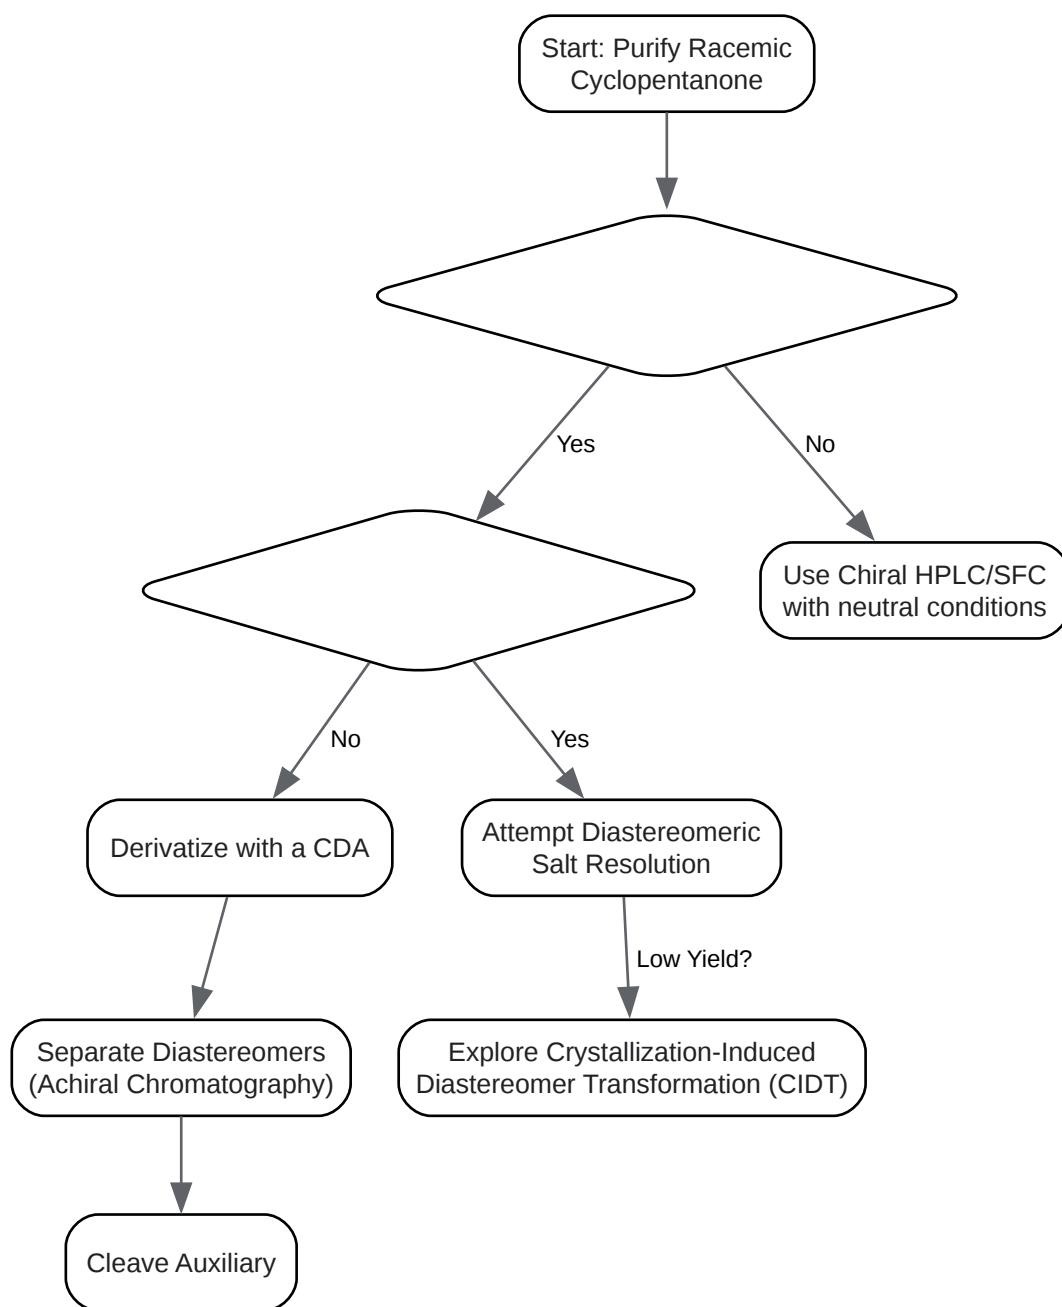 Start: Purify Racemic
Cyclopentanone
Yes
No
Use Chiral HPLC/SFC
with neutral conditions
No
Yes
Derivatize with a CDA
Attempt Diastereomeric
Salt Resolution
Low Yield?
Separate Diastereomers
(Achiral Chromatography)
Explore Crystallization-Induced
Diastereomer Transformation (CIDT)
Cleave Auxiliary